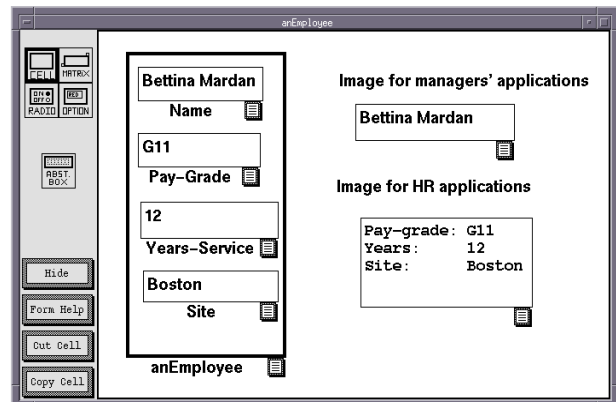 anEmployee
CELL
MATRIX
RADIO
OPTION
ABST.
BOX
Hide
Form Help
Cut Cell
Copy Cell
Bettina Mardan
Name
G11
Pay-Grade
12
Years-Service
Boston
Site
anEmployee
Image for managers' applications
Bettina Mardan
Image for HR applications
Pay-grade: G11
Years: 12
Site: Boston